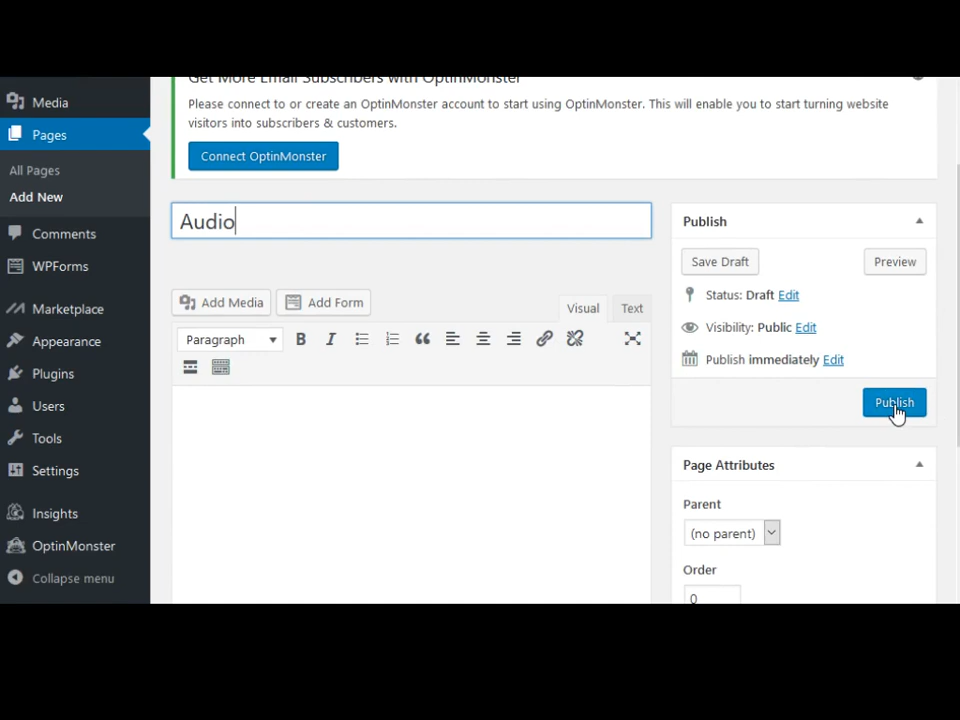 Get More Email Subscribers with OptinMonster
Please connect to or create an OptinMonster account to start using OptinMonster. This will enable you to start turning website
visitors into subscribers & customers.
Connect OptinMonster
Media
Pages
All Pages
Add New
Comments
WPForms
Marketplace
Appearance
Plugins
Users
Tools
Settings
Insights
OptinMonster
Collapse menu
Audio
Add Media
Add Form
Visual
Text
Paragraph
Publish
Save Draft
Preview
Status: Draft Edit
Visibility: Public Edit
Publish immediately Edit
Publish
Page Attributes
Parent
(no parent)
Order
0